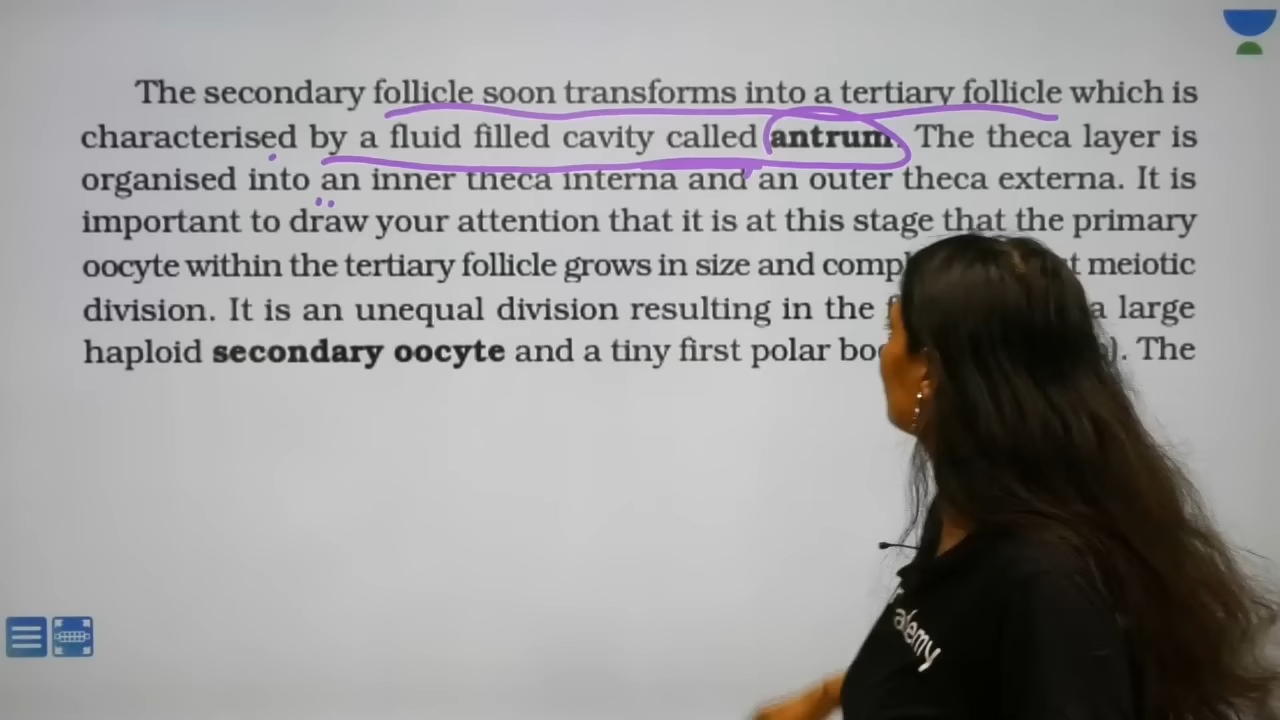 The secondary follicle soon transforms into a tertiary follicle which is
characterised by a fluid filled cavity called antrum. The theca layer is
organised into an inner theca interna and an outer theca externa. It is
important to draw your attention that it is at this stage that the primary
oocyte within the tertiary follicle grows in size and meiotic
division. It is an unequal division resulting in the a large
haploid secondary oocyte and a tiny first polar ). The